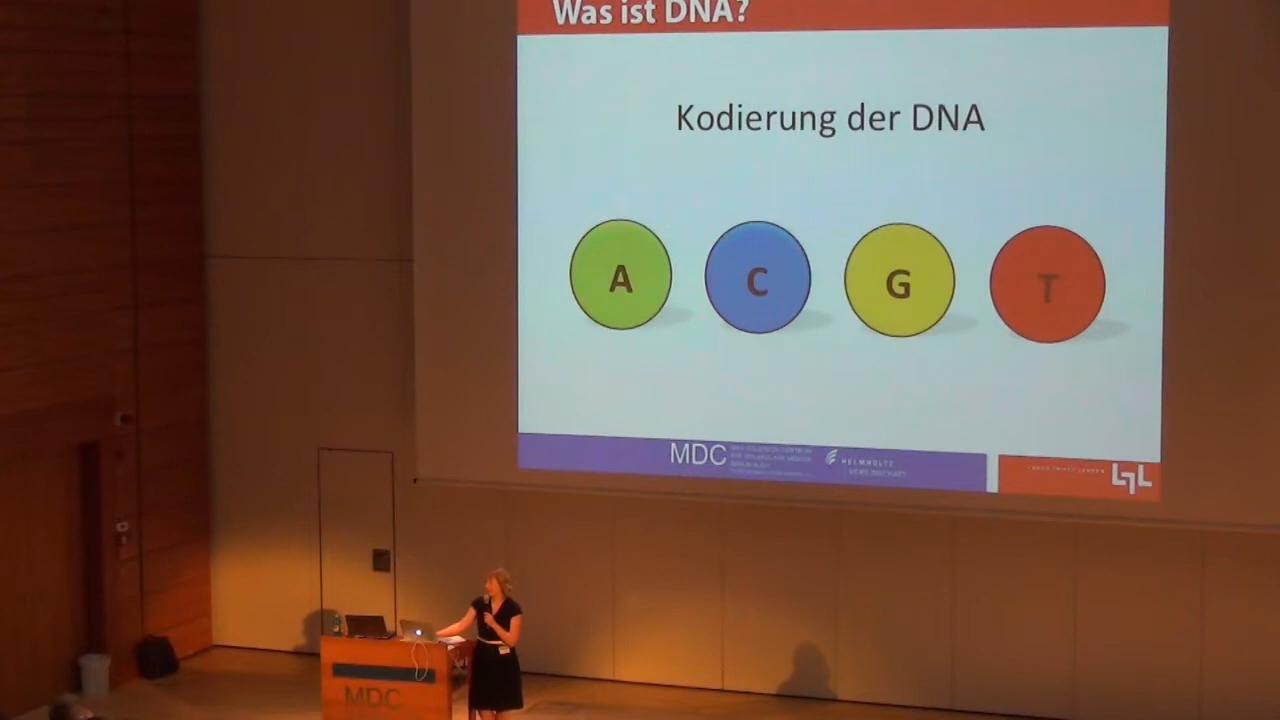 Was ist DNA?
Kodierung der DNA
A C G T
MDC
HELMHOLTZ
MDC